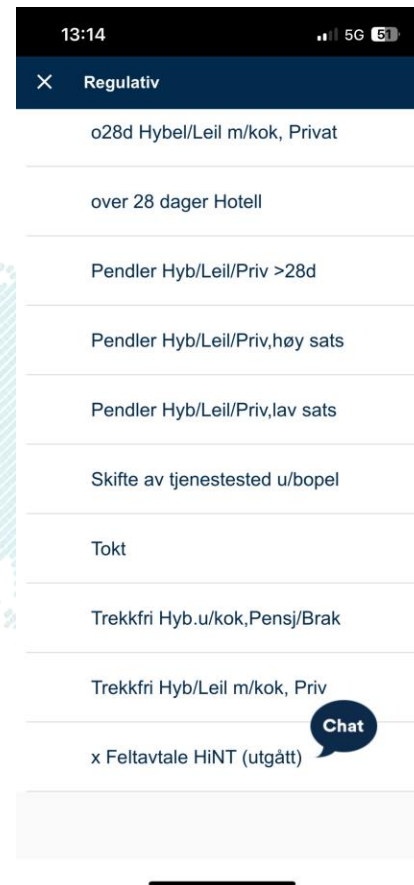 13:14
5G 51
Regulativ
o28d Hybel/Leil m/kok, Privat
over 28 dager Hotell
Pendler Hyb/Leil/Priv >28d
Pendler Hyb/Leil/Priv,høy sats
Pendler Hyb/Leil/Priv,lav sats
Skifte av tjenestested u/bopel
Tokt
Trekkfri Hyb.u/kok,Pensj/Brak
Trekkfri Hyb/Leil m/kok, Priv
Chat
x Feltavtale HiNT (utgått)